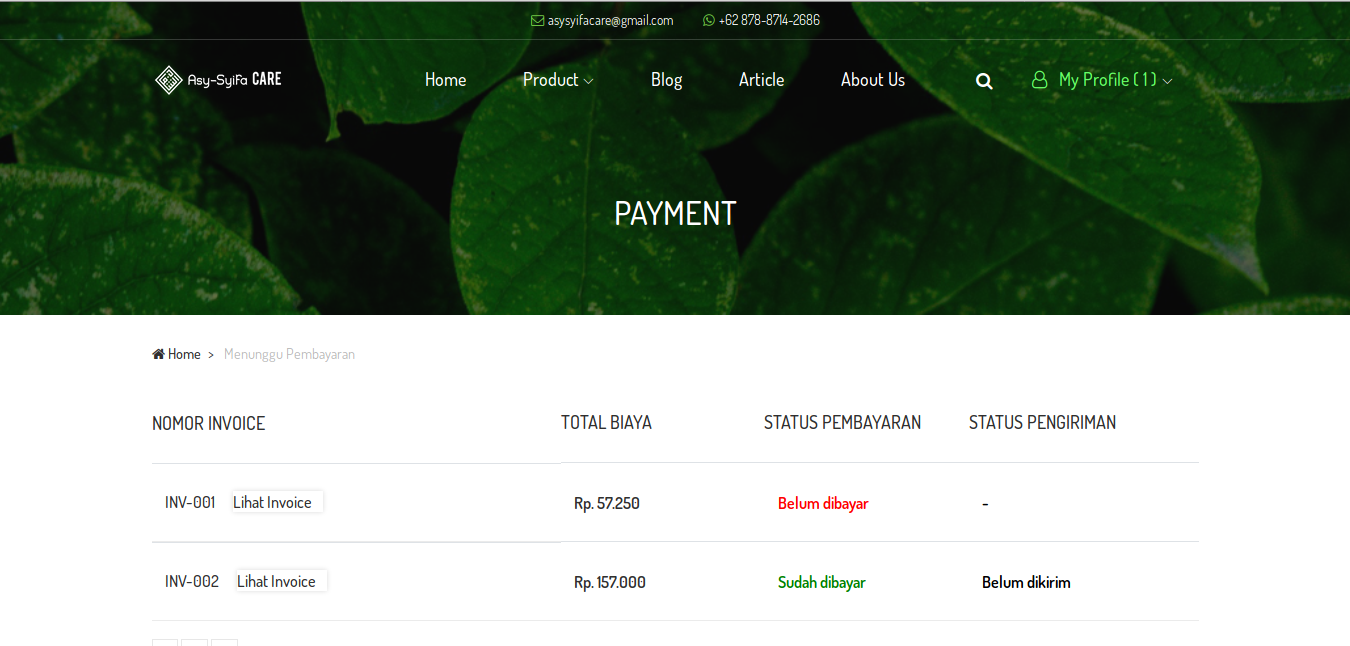 asysyifacare@gmail.com +62 878-8714-2686
Asy-Syifa CARE Home Product Blog Article About Us My Profile ( 1 )
PAYMENT
Home > Menunggu Pembayaran
NOMOR INVOICE TOTAL BIAYA STATUS PEMBAYARAN STATUS PENGIRIMAN
INV-001 Lihat Invoice Rp. 57.250 Belum dibayar -
INV-002 Lihat Invoice Rp. 157.000 Sudah dibayar Belum dikirim